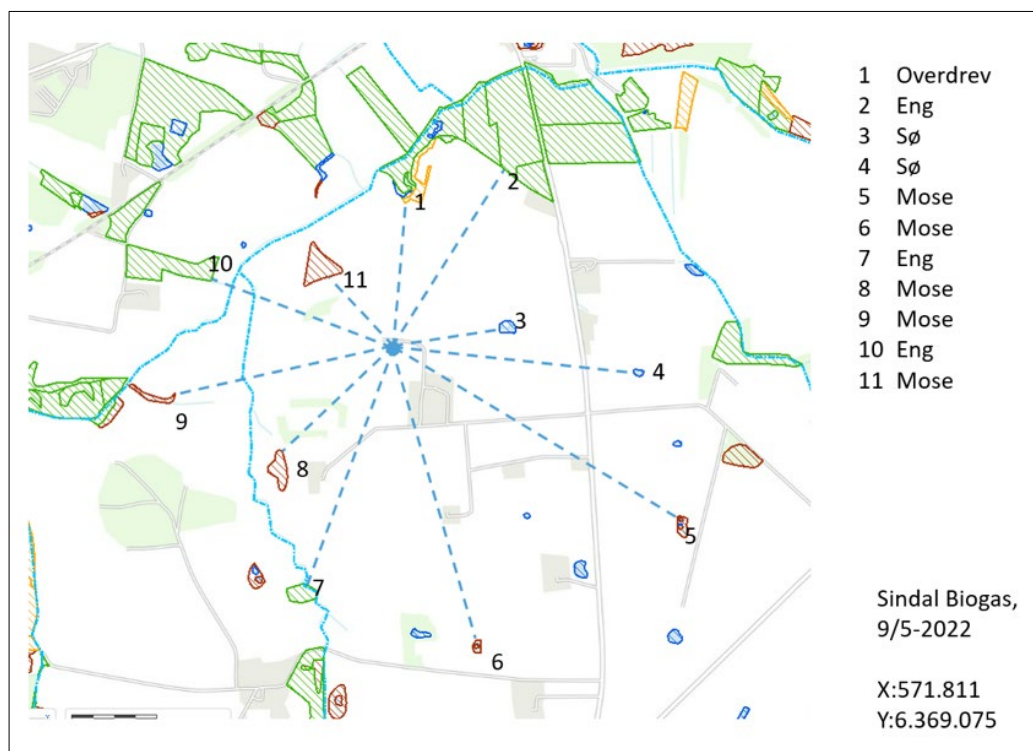 1 Overdrev
2 Eng
3 Sø
4 Sø
5 Mose
6 Mose
7 Eng
8 Mose
9 Mose
10 Eng
11 Mose
2
1
10
11
3
4
9
8
5
7
6
Sindal Biogas,
9/5-2022
X:571.811
Y:6.369.075